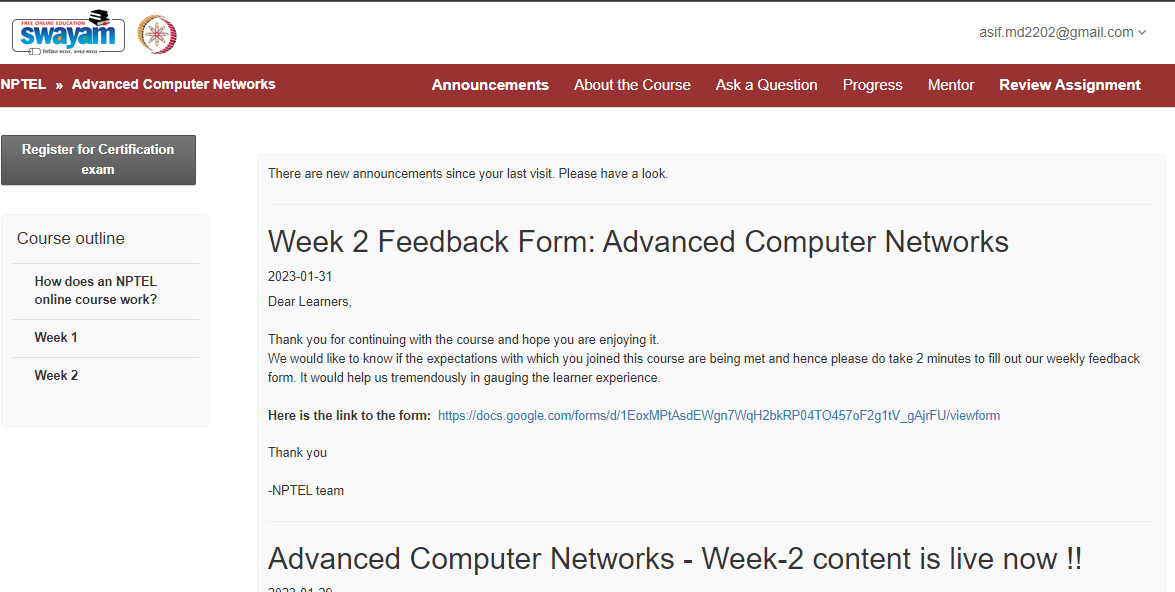 FREE ONLINE EDUCATION
swayam
शिक्षित भारत, उन्नत भारत
asif.md2202@gmail.com
NPTEL » Advanced Computer Networks
Announcements About the Course Ask a Question Progress Mentor Review Assignment
Register for Certification
exam
Course outline
How does an NPTEL
online course work?
Week 1
Week 2
There are new announcements since your last visit. Please have a look.
Week 2 Feedback Form: Advanced Computer Networks
2023-01-31
Dear Learners,
Thank you for continuing with the course and hope you are enjoying it.
We would like to know if the expectations with which you joined this course are being met and hence please do take 2 minutes to fill out our weekly feedback
form. It would help us tremendously in gauging the learner experience.
Here is the link to the form: https://docs.google.com/forms/d/1EoxMPtAsdEWgn7WqH2bkRP04TO457oF2g1tV_gAjrFU/viewform
Thank you
-NPTEL team
Advanced Computer Networks - Week-2 content is live now !!
2023-01-29